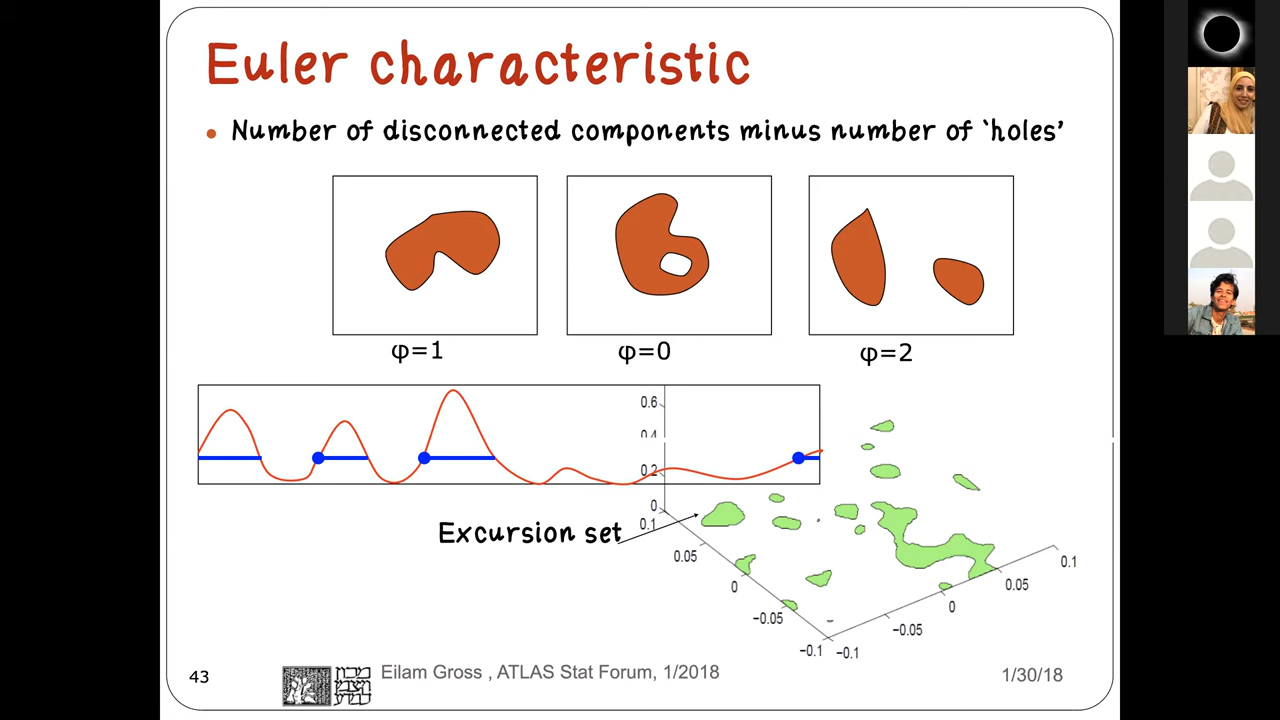 Euler characteristic
• Number of disconnected components minus number of ‘holes’
φ=1
φ=0
φ=2
0.6
0.4
0.2
0
0.1
0.05
0
−0.05
−0.1
−0.1
−0.05
0
0.05
0.1
Excursion set
43
Eilam Gross , ATLAS Stat Forum, 1/2018
1/30/18